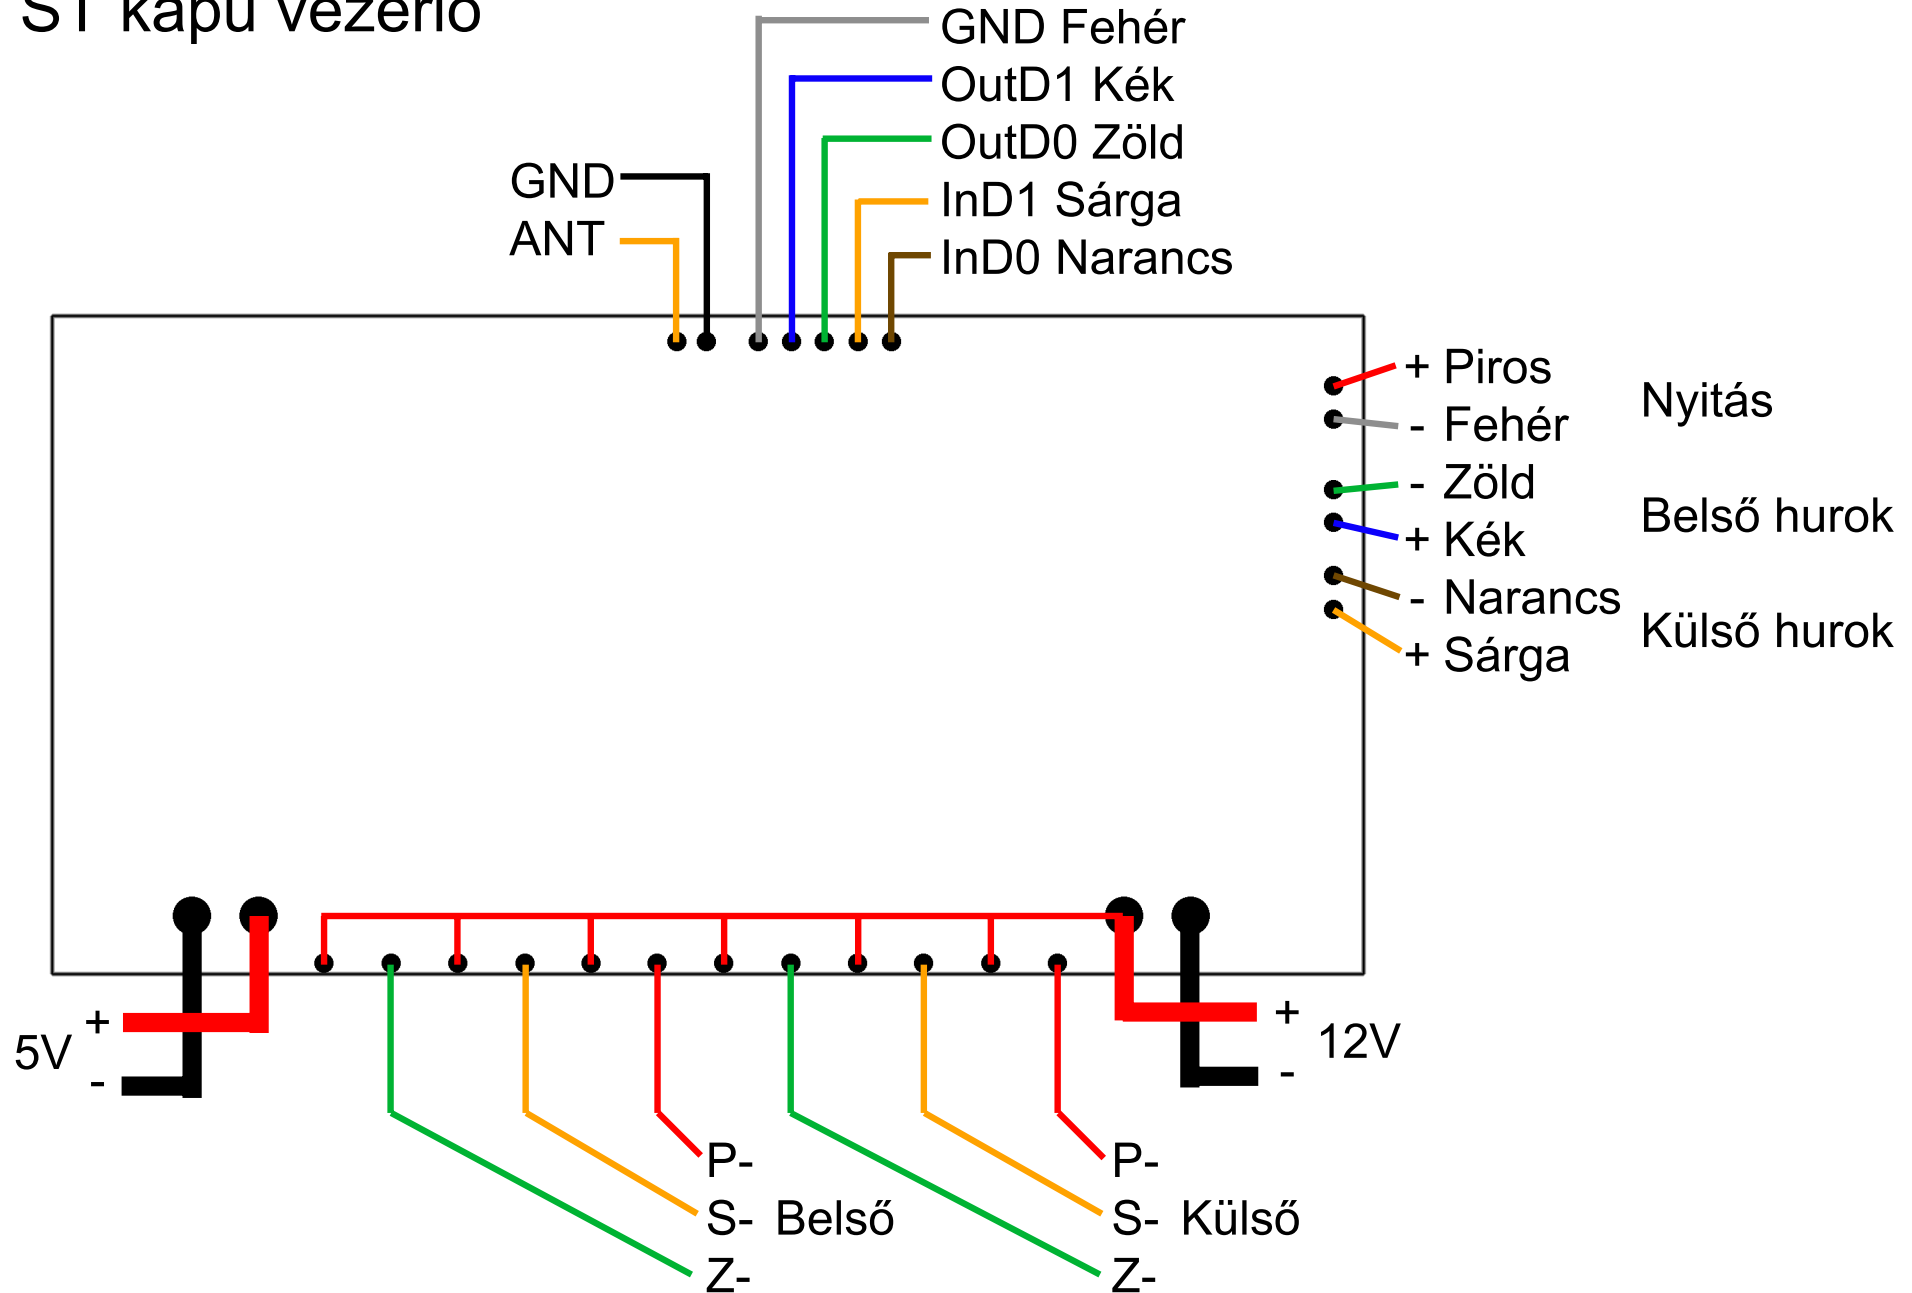 ST kapu vezérlő
GND Fehér
OutD1 Kék
OutD0 Zöld
InD1 Sárga
InD0 Narancs
GND
ANT
+ Piros
- Fehér
Nyitás
- Zöld
+ Kék
Belső hurok
- Narancs
+ Sárga
Külső hurok
+
5V
-
+
12V
-
P-
S- Belső
Z-
P-
S- Külső
Z-